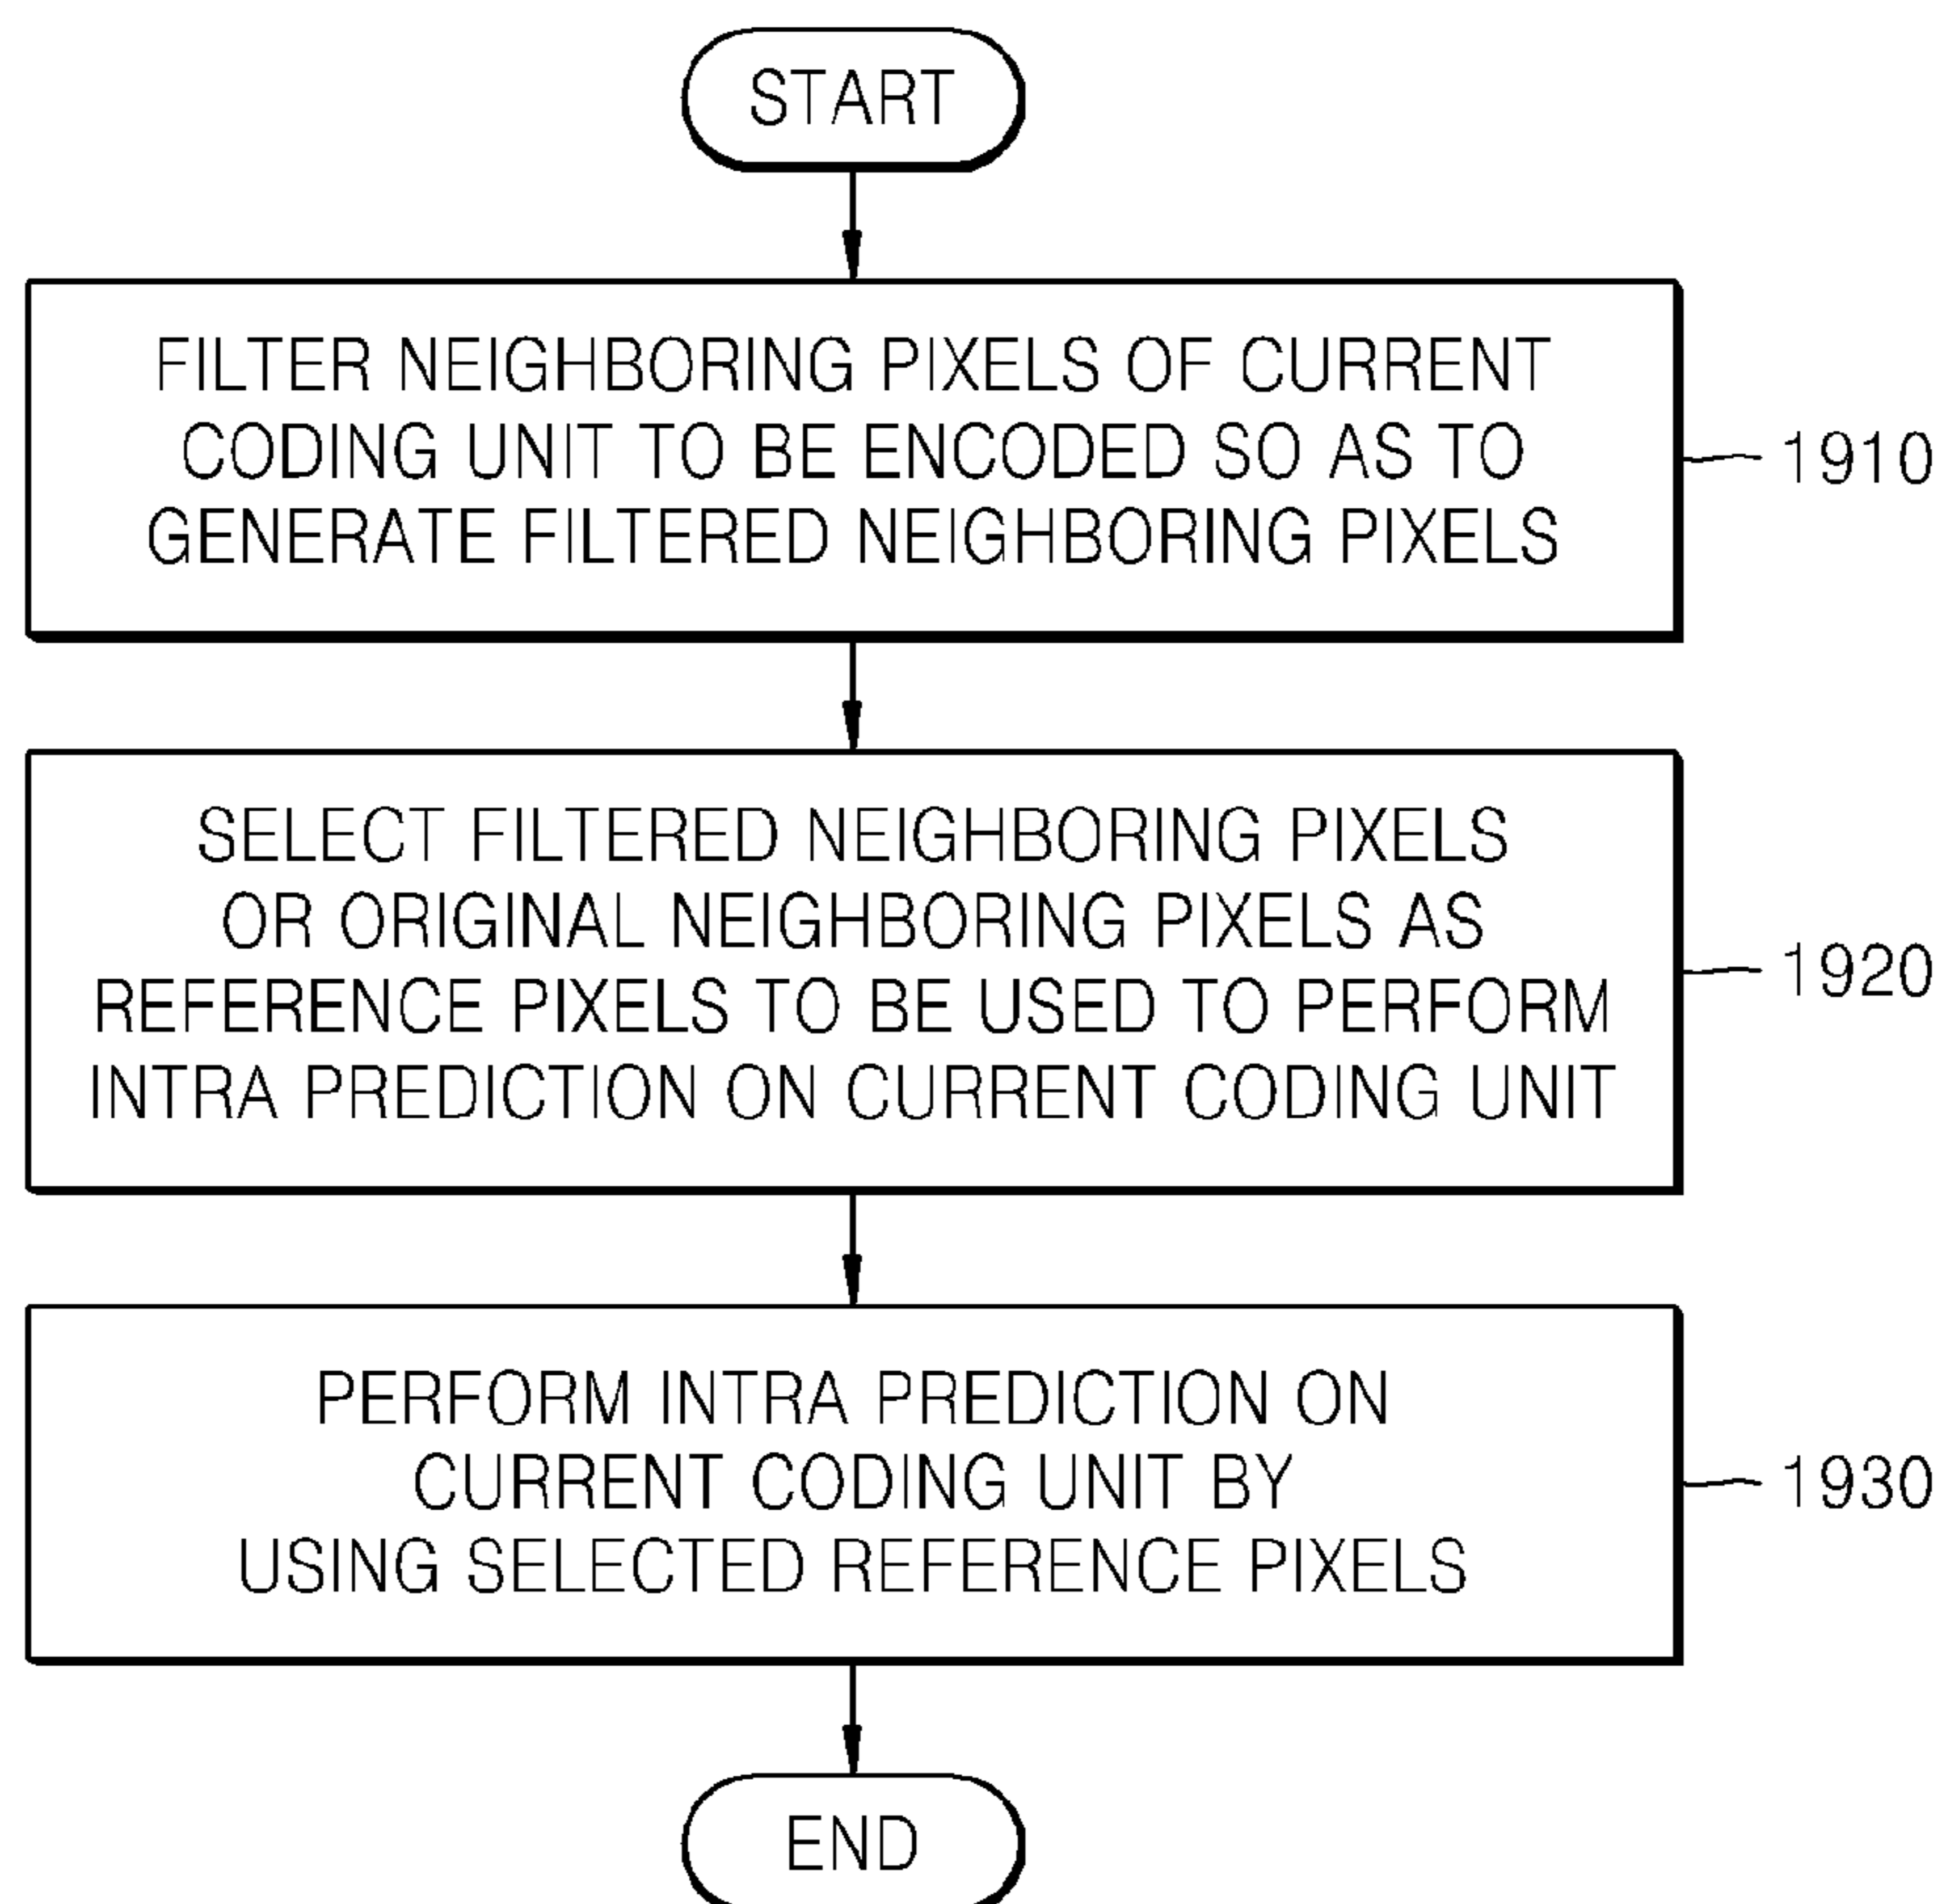 START
FILTER NEIGHBORING PIXELS OF CURRENT
CODING UNIT TO BE ENCODED SO AS TO
GENERATE FILTERED NEIGHBORING PIXELS
1910
SELECT FILTERED NEIGHBORING PIXELS
OR ORIGINAL NEIGHBORING PIXELS AS
REFERENCE PIXELS TO BE USED TO PERFORM
INTRA PREDICTION ON CURRENT CODING UNIT
1920
PERFORM INTRA PREDICTION ON
CURRENT CODING UNIT BY
USING SELECTED REFERENCE PIXELS
1930
END